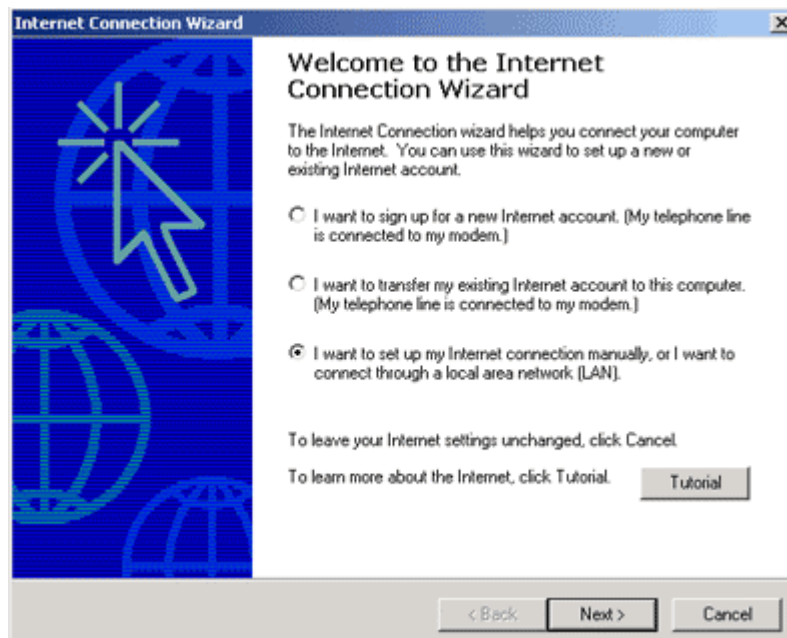 Internet Connection Wizard
Welcome to the Internet
Connection Wizard
The Internet Connection wizard helps you connect your computer
to the Internet. You can use this wizard to set up a new or
existing Internet account.
I want to sign up for a new Internet account. (My telephone line
is connected to my modem.)
I want to transfer my existing Internet account to this computer.
(My telephone line is connected to my modem.)
I want to set up my Internet connection manually, or I want to
connect through a local area network (LAN).
To leave your Internet settings unchanged, click Cancel.
To learn more about the Internet, click Tutorial.
Tutorial
< Back
Next >
Cancel